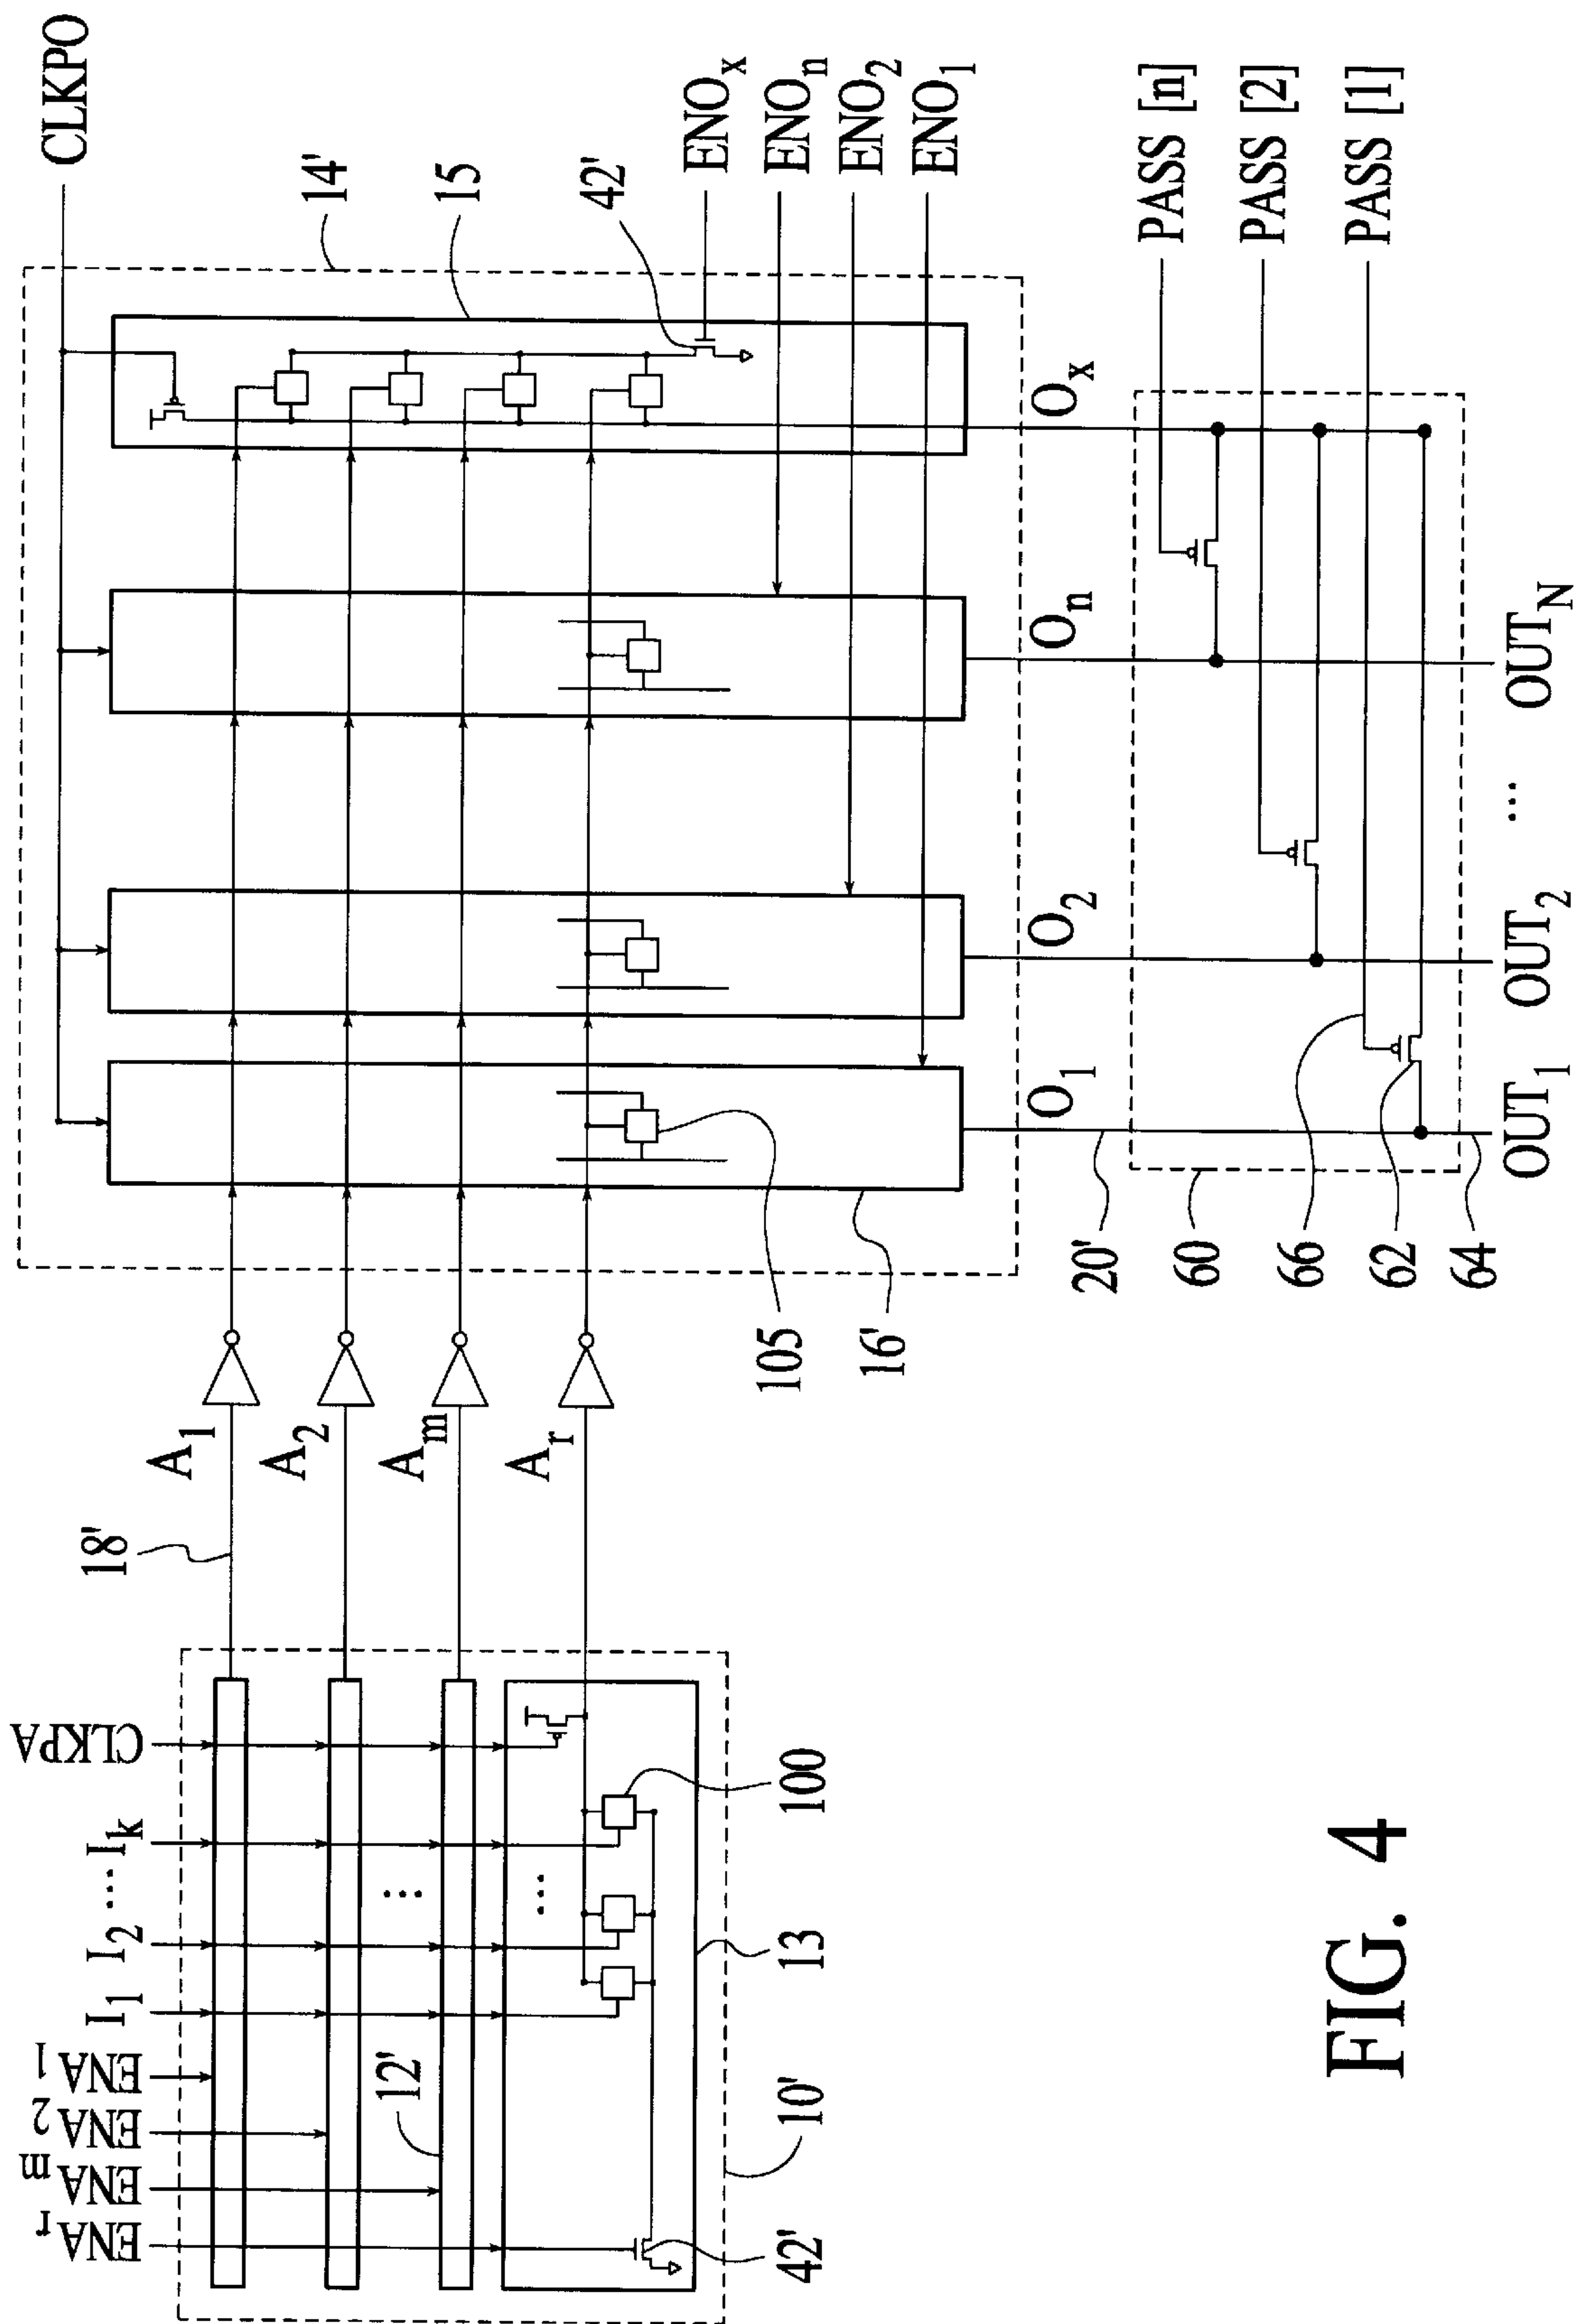 CLKPO
14'
15
42'
ENOₓ
ENOₙ
ENO₂
ENO₁
PASS [n]
PASS [2]
PASS [1]
Oₓ
Oₙ
O₂
O₁
OUT_N
...
OUT₂
OUT₁
20'
60
66
62
64
105
16'
A₁
A₂
Aₘ
Aᵣ
18'
CLKPA
Iₖ
...
I₂
I₁
ENA₁
ENA₂
ENAₘ
ENAᵣ
...
...
12'
100
13
10'
42'
FIG. 4